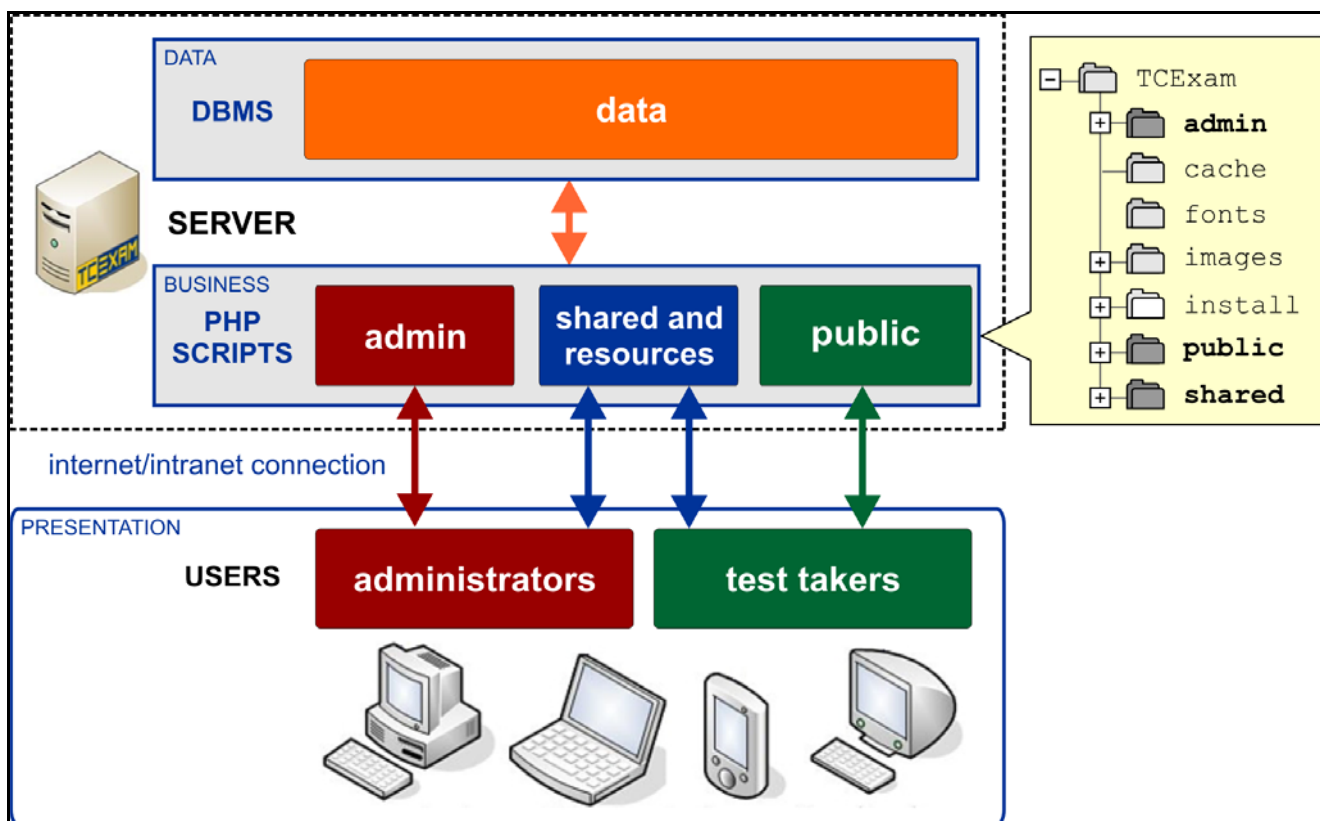 DATA
DBMS
data
SERVER
TCEXAM
BUSINESS
PHP
SCRIPTS
admin
shared and
resources
public
internet/intranet connection
PRESENTATION
USERS
administrators
test takers
TCExam
admin
cache
fonts
images
install
public
shared